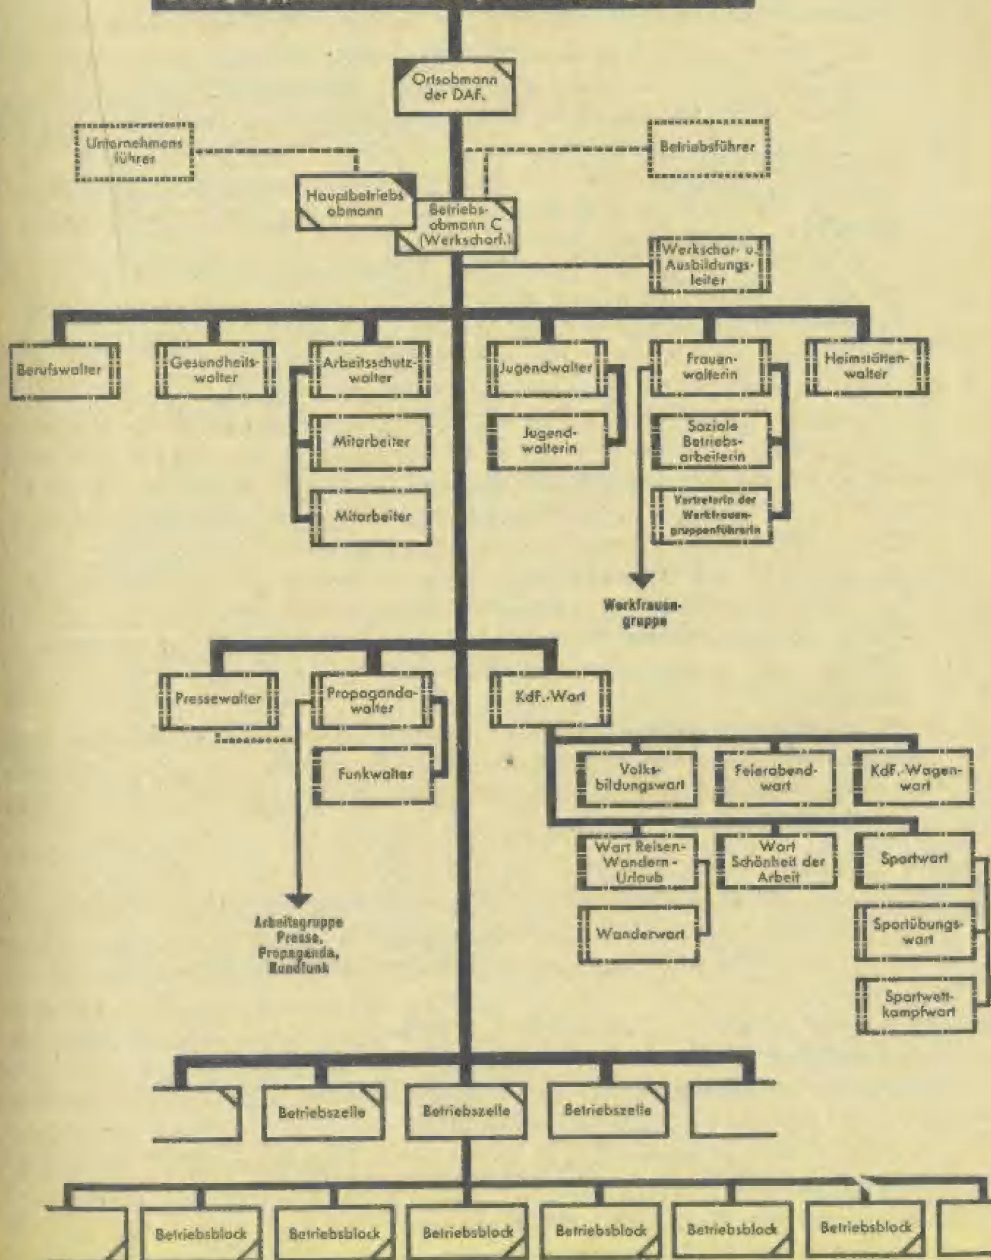 Ortsobmann
der DAF.
Unternehmens
führer
Betriebsführer
Hauptbetriebs
obmann
Betriebs-
obmann C
(Werkscharf.)
Werkschar- u.
Ausbildungs-
leiter
Berufswalter
Gesundheits-
walter
Arbeitsschutz-
walter
Jugendwalter
Frauen-
walterin
Heimstätten-
walter
Mitarbeiter
Jugend-
walterin
Soziale
Betriebs-
arbeiterin
Mitarbeiter
Vertreterin der
Werkfrauen-
gruppenführerin
Werkfrauen-
gruppe
Pressewalter
Propaganda-
walter
KdF.-Wart
Funkwalter
Volks-
bildungswart
Feierabend-
wart
KdF.-Wagen-
wart
Wart Reisen-
Wandern-
Urlaub
Wart
Schönheit der
Arbeit
Sportwart
Wanderwart
Sportübungs-
wart
Arbeitsgruppe
Presse,
Propaganda,
Rundfunk
Sportwett-
kampfwart
Betriebszelle
Betriebszelle
Betriebszelle
Betriebsblock
Betriebsblock
Betriebsblock
Betriebsblock
Betriebsblock
Betriebsblock